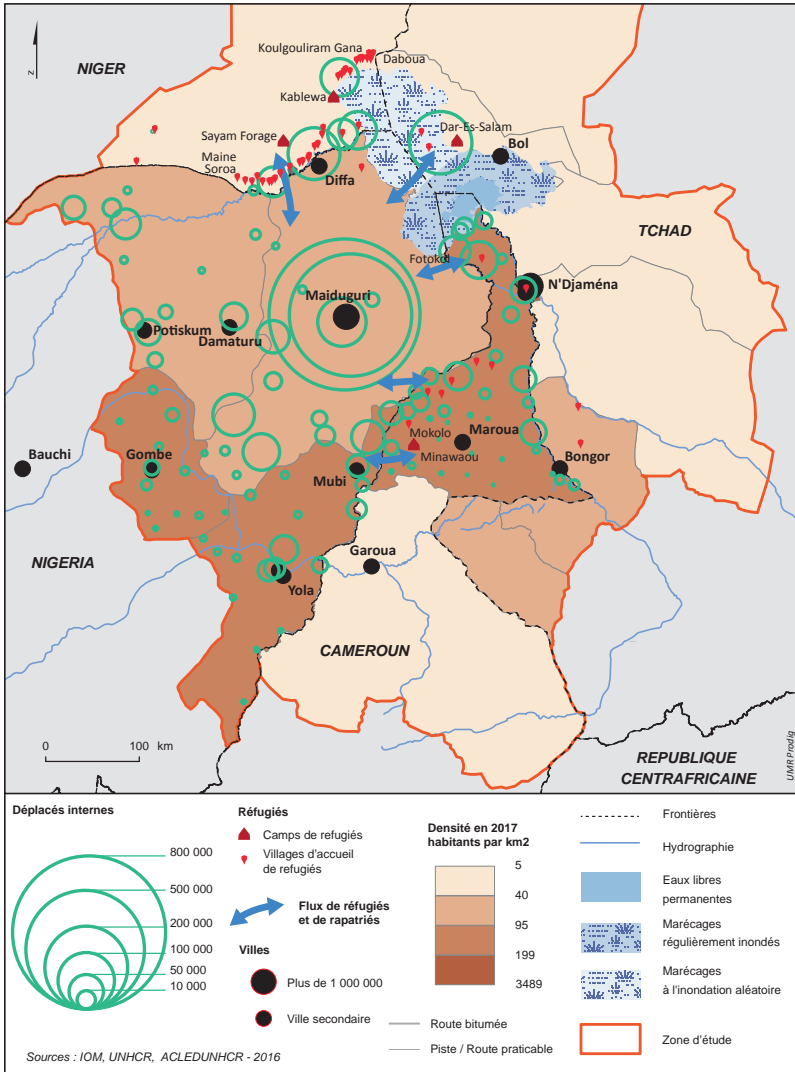 Koulgouliram Gana
Daboua
NIGER
Kablewa
z
Sayam Forage
Dar-Es-Salam
Bol
Maine
Soroa
Diffa
TCHAD
Fotokol
N'Djaména
Maiduguri
Potiskum
Damaturu
Mokolo
Maroua
Bauchi
Gombe
Minawaou
Bongor
Mubi
NIGERIA
Garoua
Yola
CAMEROUN
0 100 km
REPUBLIQUE
CENTRAFRICAINE
UMR Prodig
Déplacés internes
800 000
500 000
200 000
100 000
50 000
10 000
Réfugiés
Camps de refugiés
Villages d'accueil
de refugiés
Flux de réfugiés
et de rapatriés
Villes
Plus de 1 000 000
Ville secondaire
Densité en 2017
habitants par km2
5
40
95
199
3489
Route bitumée
Piste / Route praticable
Frontières
Hydrographie
Eaux libres
permanentes
Marécages
régulièrement inondés
Marécages
à l'inondation aléatoire
Zone d'étude
Sources : IOM, UNHCR, ACLEDUNHCR - 2016